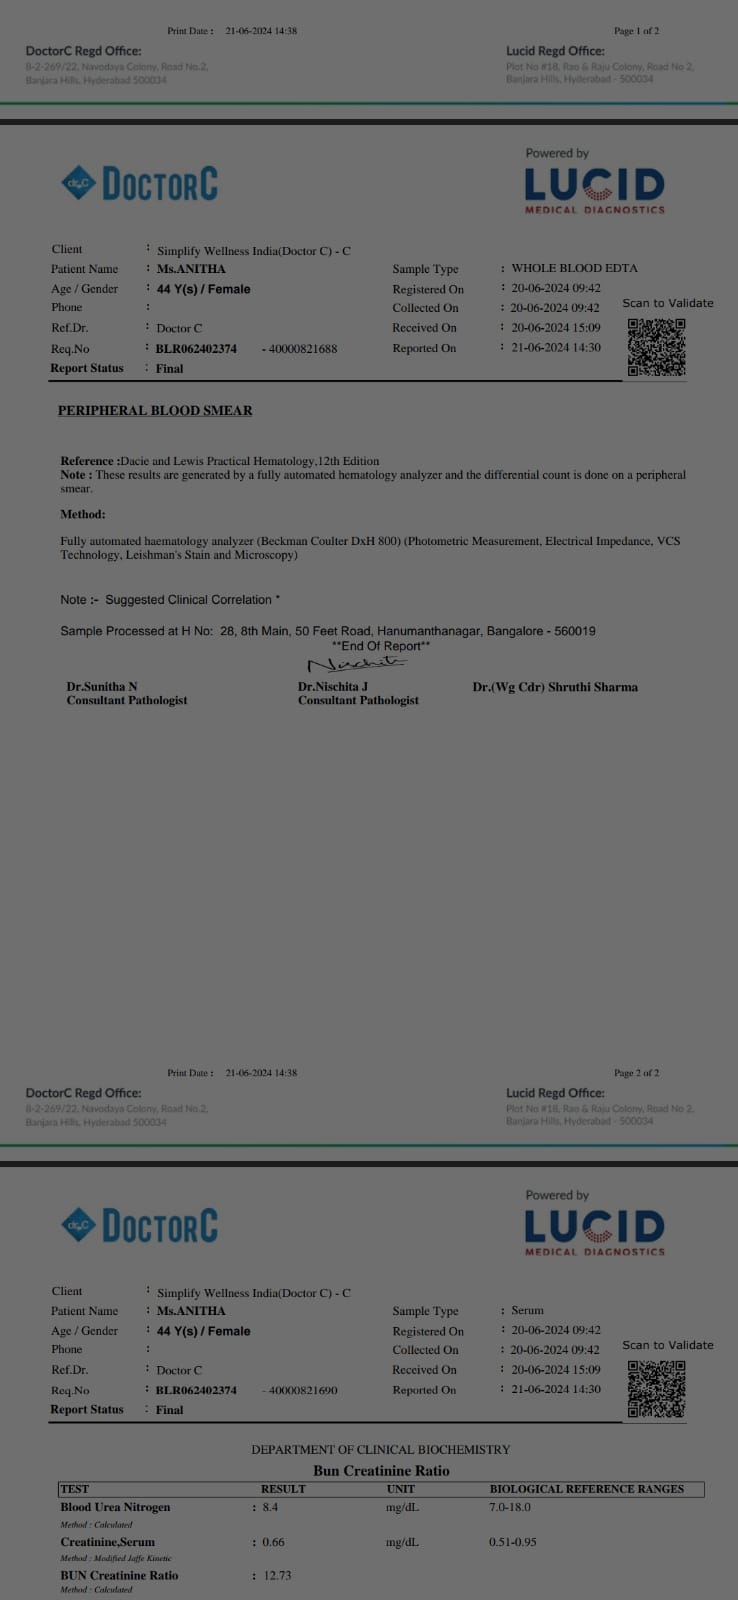 Print Date : 21-06-2024 14:38 Page 1 of 2
DoctorC Regd Office: Lucid Regd Office:
8-2-269/22, Navodaya Colony, Road No.2, Plot No #18, Rao & Raju Colony, Road No 2,
Banjara Hills, Hyderabad 500034 Banjara Hills, Hyderabad - 500034
Powered by
dr.C DOCTORC LUCID
MEDICAL DIAGNOSTICS
Client : Simplify Wellness India(Doctor C) - C
Patient Name : Ms.ANITHA Sample Type : WHOLE BLOOD EDTA
Age / Gender : 44 Y(s) / Female Registered On : 20-06-2024 09:42
Phone : Collected On : 20-06-2024 09:42 Scan to Validate
Ref.Dr. : Doctor C Received On : 20-06-2024 15:09
Req.No : BLR062402374 - 40000821688 Reported On : 21-06-2024 14:30
Report Status : Final
PERIPHERAL BLOOD SMEAR
Reference :Dacie and Lewis Practical Hematology,12th Edition
Note : These results are generated by a fully automated hematology analyzer and the differential count is done on a peripheral
smear.
Method:
Fully automated haematology analyzer (Beckman Coulter DxH 800) (Photometric Measurement, Electrical Impedance, VCS
Technology, Leishman's Stain and Microscopy)
Note :- Suggested Clinical Correlation *
Sample Processed at H No: 28, 8th Main, 50 Feet Road, Hanumanthanagar, Bangalore - 560019
**End Of Report**
Nischita
Dr.Sunitha N Dr.Nischita J Dr.(Wg Cdr) Shruthi Sharma
Consultant Pathologist Consultant Pathologist
Print Date : 21-06-2024 14:38 Page 2 of 2
DoctorC Regd Office: Lucid Regd Office:
8-2-269/22, Navodaya Colony, Road No.2, Plot No #18, Rao & Raju Colony, Road No 2,
Banjara Hills, Hyderabad 500034 Banjara Hills, Hyderabad - 500034
Powered by
dr.C DOCTORC LUCID
MEDICAL DIAGNOSTICS
Client : Simplify Wellness India(Doctor C) - C
Patient Name : Ms.ANITHA Sample Type : Serum
Age / Gender : 44 Y(s) / Female Registered On : 20-06-2024 09:42
Phone : Collected On : 20-06-2024 09:42 Scan to Validate
Ref.Dr. : Doctor C Received On : 20-06-2024 15:09
Req.No : BLR062402374 - 40000821690 Reported On : 21-06-2024 14:30
Report Status : Final
DEPARTMENT OF CLINICAL BIOCHEMISTRY
Bun Creatinine Ratio
TEST RESULT UNIT BIOLOGICAL REFERENCE RANGES
Blood Urea Nitrogen : 8.4 mg/dL 7.0-18.0
Method : Calculated
Creatinine,Serum : 0.66 mg/dL 0.51-0.95
Method : Modified Jaffe Kinetic
BUN Creatinine Ratio : 12.73
Method : Calculated